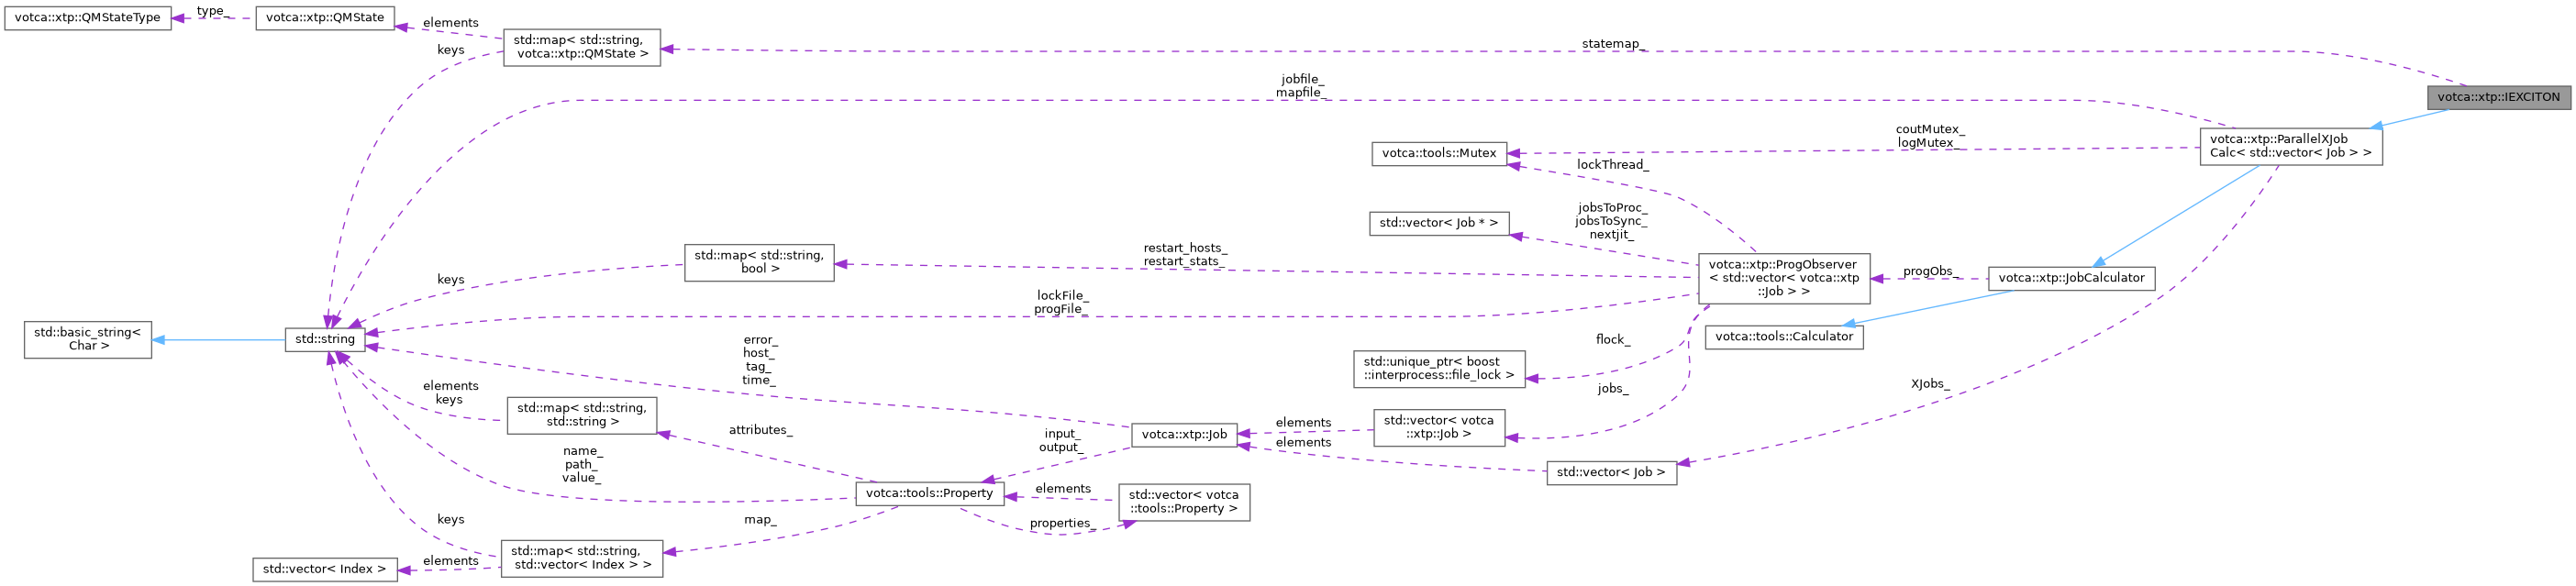 votca::xtp::QMStateType
type_
votca::xtp::QMState
elements
keys
std::map< std::string,
votca::xtp::QMState >
statemap_
jobfile_
mapfile_
votca::xtp::IEXCITON
votca::xtp::ParallelXJob
Calc< std::vector< Job > >
coutMutex_
logMutex_
votca::tools::Mutex
lockThread_
std::vector< Job * >
jobsToProc_
jobsToSync_
nextjit_
restart_hosts_
restart_stats_
std::map< std::string,
bool >
keys
votca::xtp::ProgObserver
< std::vector< votca::xtp
::Job > >
progObs_
votca::xtp::JobCalculator
lockFile_
progFile_
std::basic_string<
Char >
std::string
votca::tools::Calculator
flock_
std::unique_ptr< boost
::interprocess::file_lock >
error_
host_
tag_
time_
jobs_
XJobs_
elements
keys
std::map< std::string,
std::string >
attributes_
input_
output_
votca::xtp::Job
elements
elements
std::vector< votca
::xtp::Job >
std::vector< Job >
name_
path_
value_
votca::tools::Property
elements
properties_
std::vector< votca
::tools::Property >
keys
map_
std::map< std::string,
std::vector< Index > >
elements
std::vector< Index >